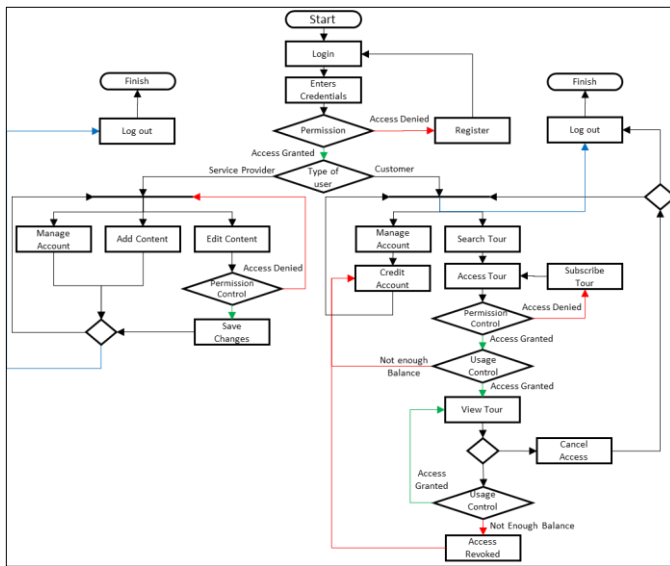 Start
Login
Finish
Finish
Enters
Credentials
Log out
Permission
Access Denied
Register
Log out
Access Granted
Service Provider
Type of
user
Customer
Manage
Account
Add Content
Edit Content
Manage
Account
Search Tour
Access Denied
Credit
Account
Access Tour
Subscribe
Tour
Permission
Control
Access Denied
Permission
Control
Save
Changes
Access Granted
Not enough
Balance
Usage
Control
Access Granted
View Tour
Cancel
Access
Access
Granted
Usage
Control
Not Enough Balance
Access
Revoked